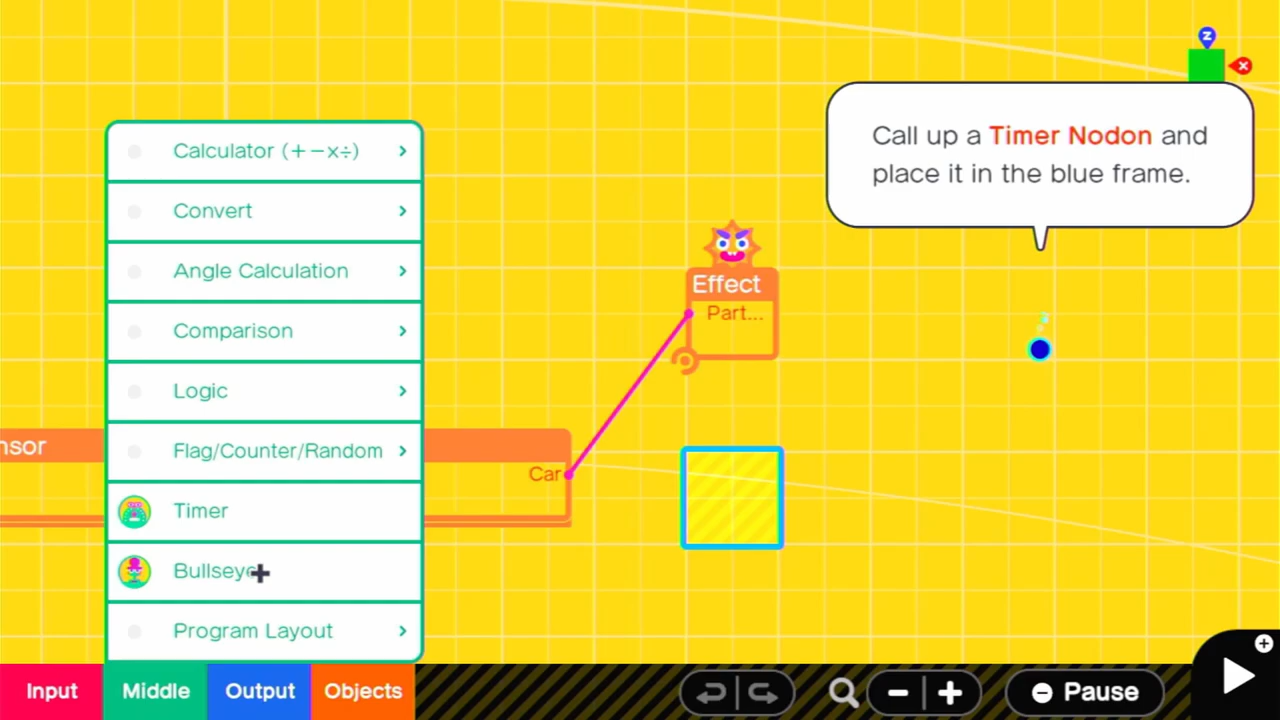 z
x
Call up a Timer Nodon and
place it in the blue frame.
Calculator (+−x÷)
Convert
Angle Calculation
Comparison
Logic
Flag/Counter/Random
Timer
Bullseye
Program Layout
Effect
Part...
nsor
Car
Input
Middle
Output
Objects
Pause